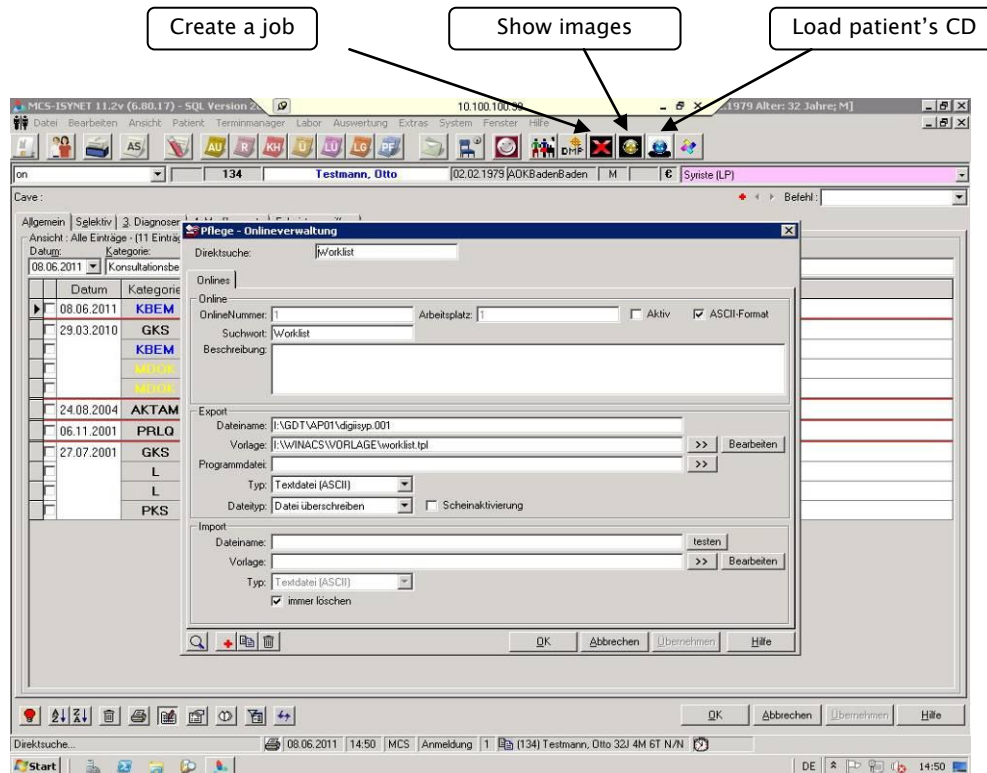 Create a job
Show images
Load patient's CD
MCS-ISYNET 11.2v (6.80.17) - SQL Version 2
10.100.100.99
1979 Alter: 32 Jahre; M]
Datei Bearbeiten Ansicht Patient Terminmanager Labor Auswertung Extras System Fenster Hilfe
AS AU R KH Ü LÜ LG PF DMP
on 134 Testmann, Otto 02.02.1979 AOKBadenBaden M € Syriste (LP)
Cave : Befehl :
Allgemein Selektiv 3. Diagnosen
Ansicht : Alle Einträge - (11 Einträg
Datum: Kategorie:
08.06.2011 Konsultationsbe
Datum Kategorie
08.06.2011 KBEM
29.03.2010 GKS
KBEM
MDOK
MDOK
24.08.2004 AKTAM
06.11.2001 PRLQ
27.07.2001 GKS
L
L
PKS
Pflege - Onlineverwaltung
Direktsuche: Worklist
Onlines
Online
OnlineNummer: 1 Arbeitsplatz: 1 Aktiv ASCII-Format
Suchwort: Worklist
Beschreibung:
Export
Dateiname: I:\GDT\AP01\digiisyp.001
Vorlage: I:\WINACS\VORLAGE\worklist.tpl >> Bearbeiten
Programmdatei: >>
Typ: Textdatei (ASCII)
Dateityp: Datei überschreiben Scheinaktivierung
Import
Dateiname: testen
Vorlage: >> Bearbeiten
Typ: Textdatei (ASCII)
immer löschen
OK Abbrechen Übernehmen Hilfe
OK Abbrechen Übernehmen Hilfe
Direktsuche... 08.06.2011 14:50 MCS Anmeldung 1 (134) Testmann, Otto 32J 4M 6T N/N
Start DE 14:50